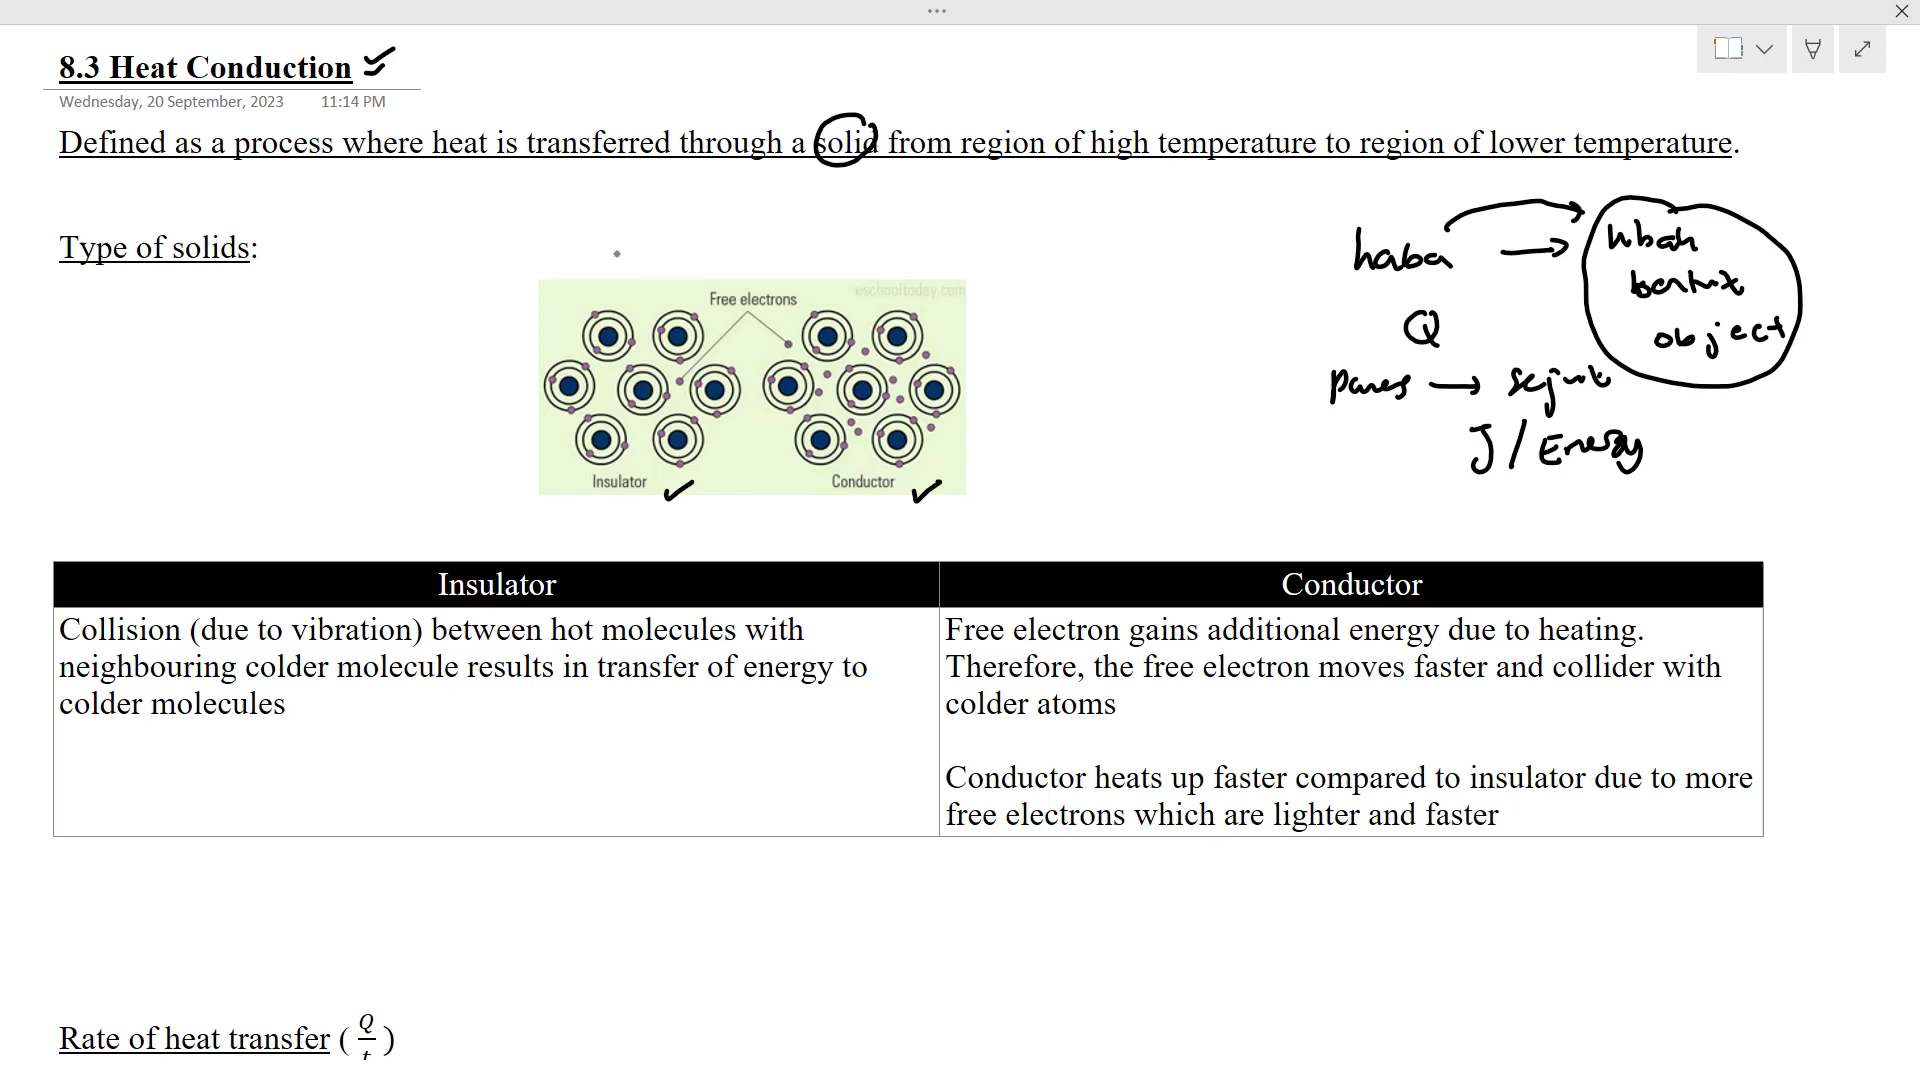 8.3 Heat Conduction
Wednesday, 20 September, 2023 11:14 PM
Defined as a process where heat is transferred through a solid from region of high temperature to region of lower temperature.
Type of solids:
haba
object
Q
panas → sejuk
J / Energy
eschooltoday.com
Free electrons
Insulator
Conductor
Insulator
Conductor
Collision (due to vibration) between hot molecules with
neighbouring colder molecule results in transfer of energy to
colder molecules
Free electron gains additional energy due to heating.
Therefore, the free electron moves faster and collider with
colder atoms
Conductor heats up faster compared to insulator due to more
free electrons which are lighter and faster
Rate of heat transfer ( Q/t )